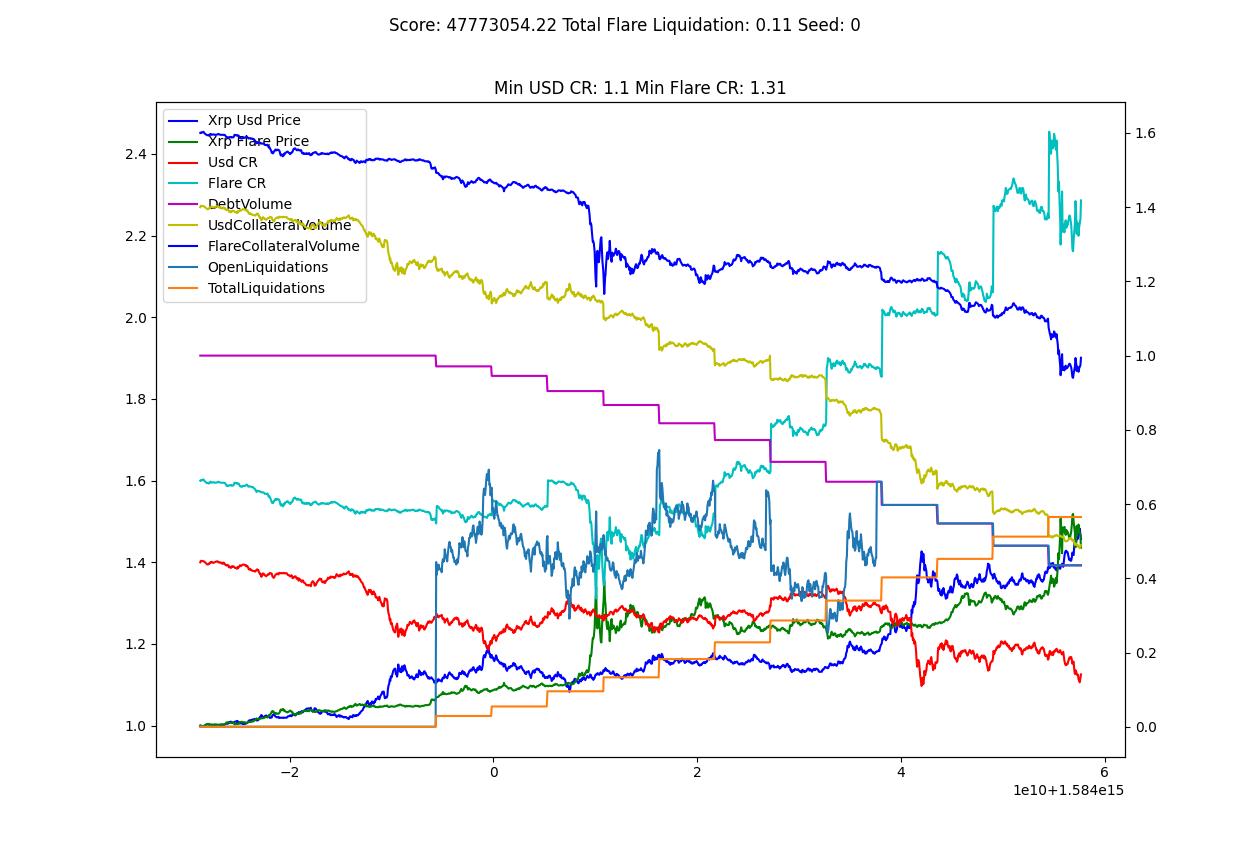 Score: 47773054.22 Total Flare Liquidation: 0.11 Seed: 0
Min USD CR: 1.1 Min Flare CR: 1.31
Xrp Usd Price
Xrp Flare Price
Usd CR
Flare CR
DebtVolume
UsdCollateralVolume
FlareCollateralVolume
OpenLiquidations
TotalLiquidations
2.4
2.2
2.0
1.8
1.6
1.4
1.2
1.0
1.6
1.4
1.2
1.0
0.8
0.6
0.4
0.2
0.0
−2
0
2
4
6
1e10+1.584e15